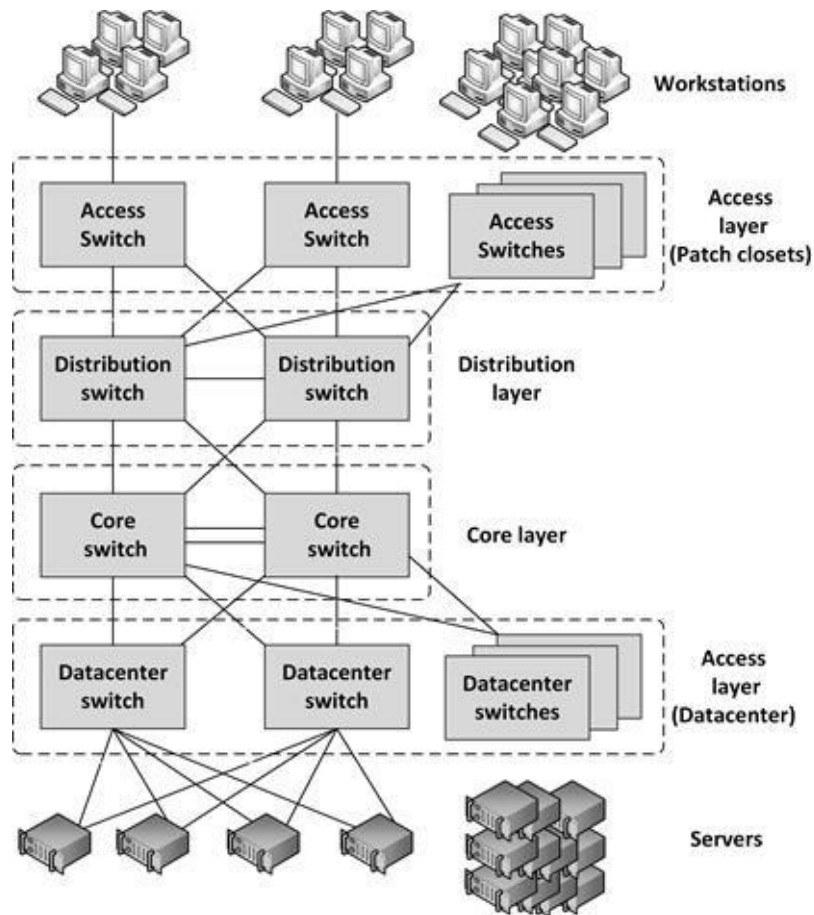 Workstations
Access
Switch
Access
Switch
Access
Switches
Access
layer
(Patch closets)
Distribution
switch
Distribution
switch
Distribution
layer
Core
switch
Core
switch
Core layer
Datacenter
switch
Datacenter
switch
Datacenter
switches
Access
layer
(Datacenter)
Servers